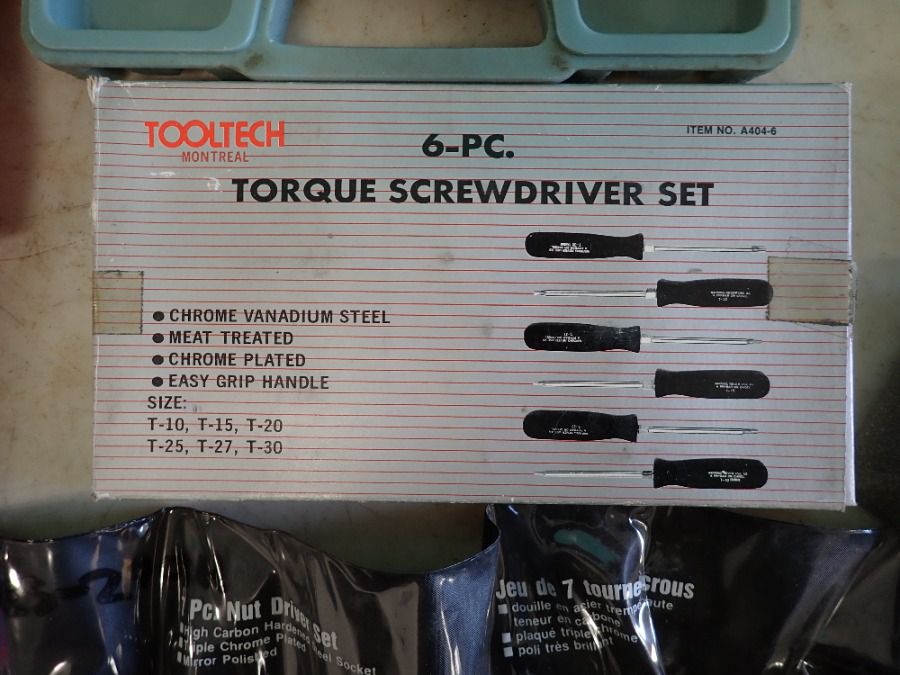 TOOLTECH
MONTREAL
6-PC.
ITEM NO. A404-6
TORQUE SCREWDRIVER SET
● CHROME VANADIUM STEEL
● MEAT TREATED
● CHROME PLATED
● EASY GRIP HANDLE
SIZE:
T-10, T-15, T-20
T-25, T-27, T-30
Pc. Nut Driver Set
High Carbon Hardened Steel Socket
Triple Chrome Plated
Mirror Polished
Jeu de 7 tournecrous
douille en acier trempé
teneur en carbone
plaqué triple chrome
poli très brillant